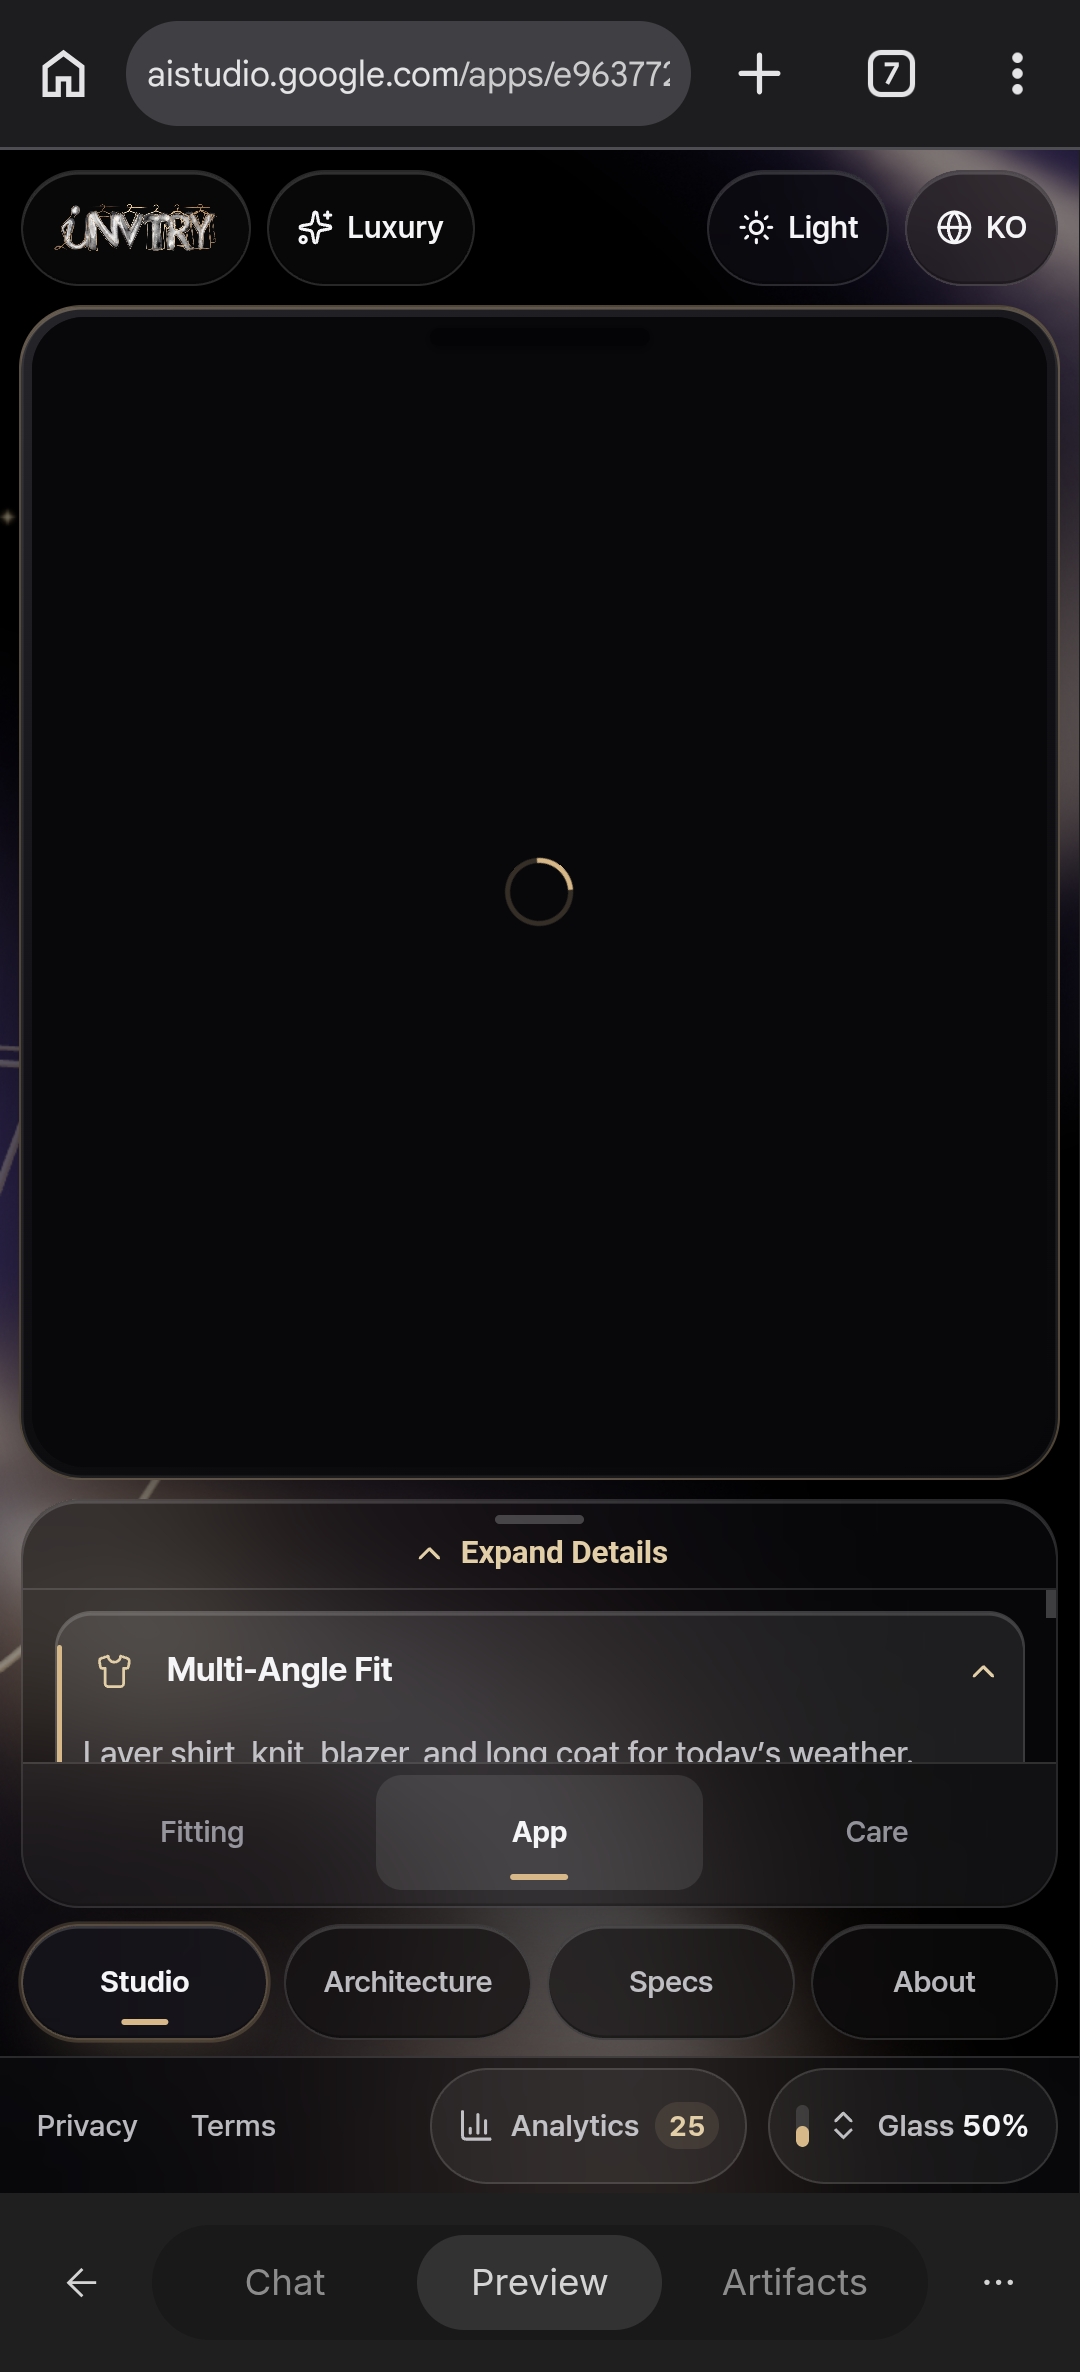 aistudio.google.com/apps/e96377
7
iNVTRY
Luxury
Light
KO
Expand Details
Multi-Angle Fit
Layer shirt, knit, blazer, and long coat for today’s weather.
Fitting
App
Care
Studio
Architecture
Specs
About
Privacy
Terms
Analytics
25
Glass 50%
Chat
Preview
Artifacts